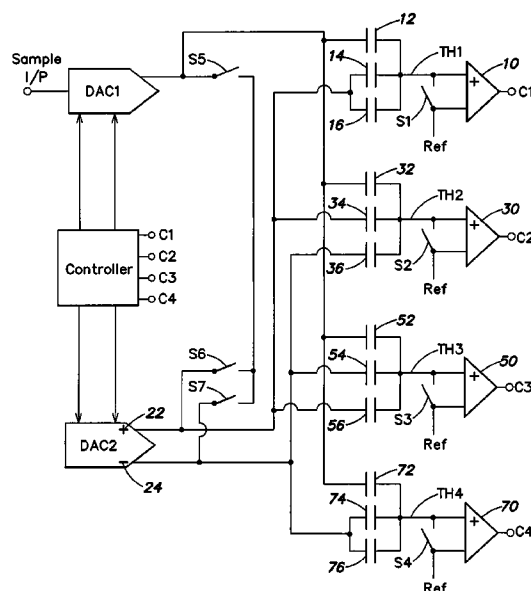 12
Sample
I/P
S5
14
TH1
10
DAC1
+
C1
16
S1
Ref
32
TH2
30
34
+
C2
C1
C2
Controller
C3
C4
36
S2
Ref
52
S6
TH3
50
54
S7
+
C3
22
56
S3
+
DAC2
Ref
−
24
72
TH4
70
74
+
C4
76
S4
Ref